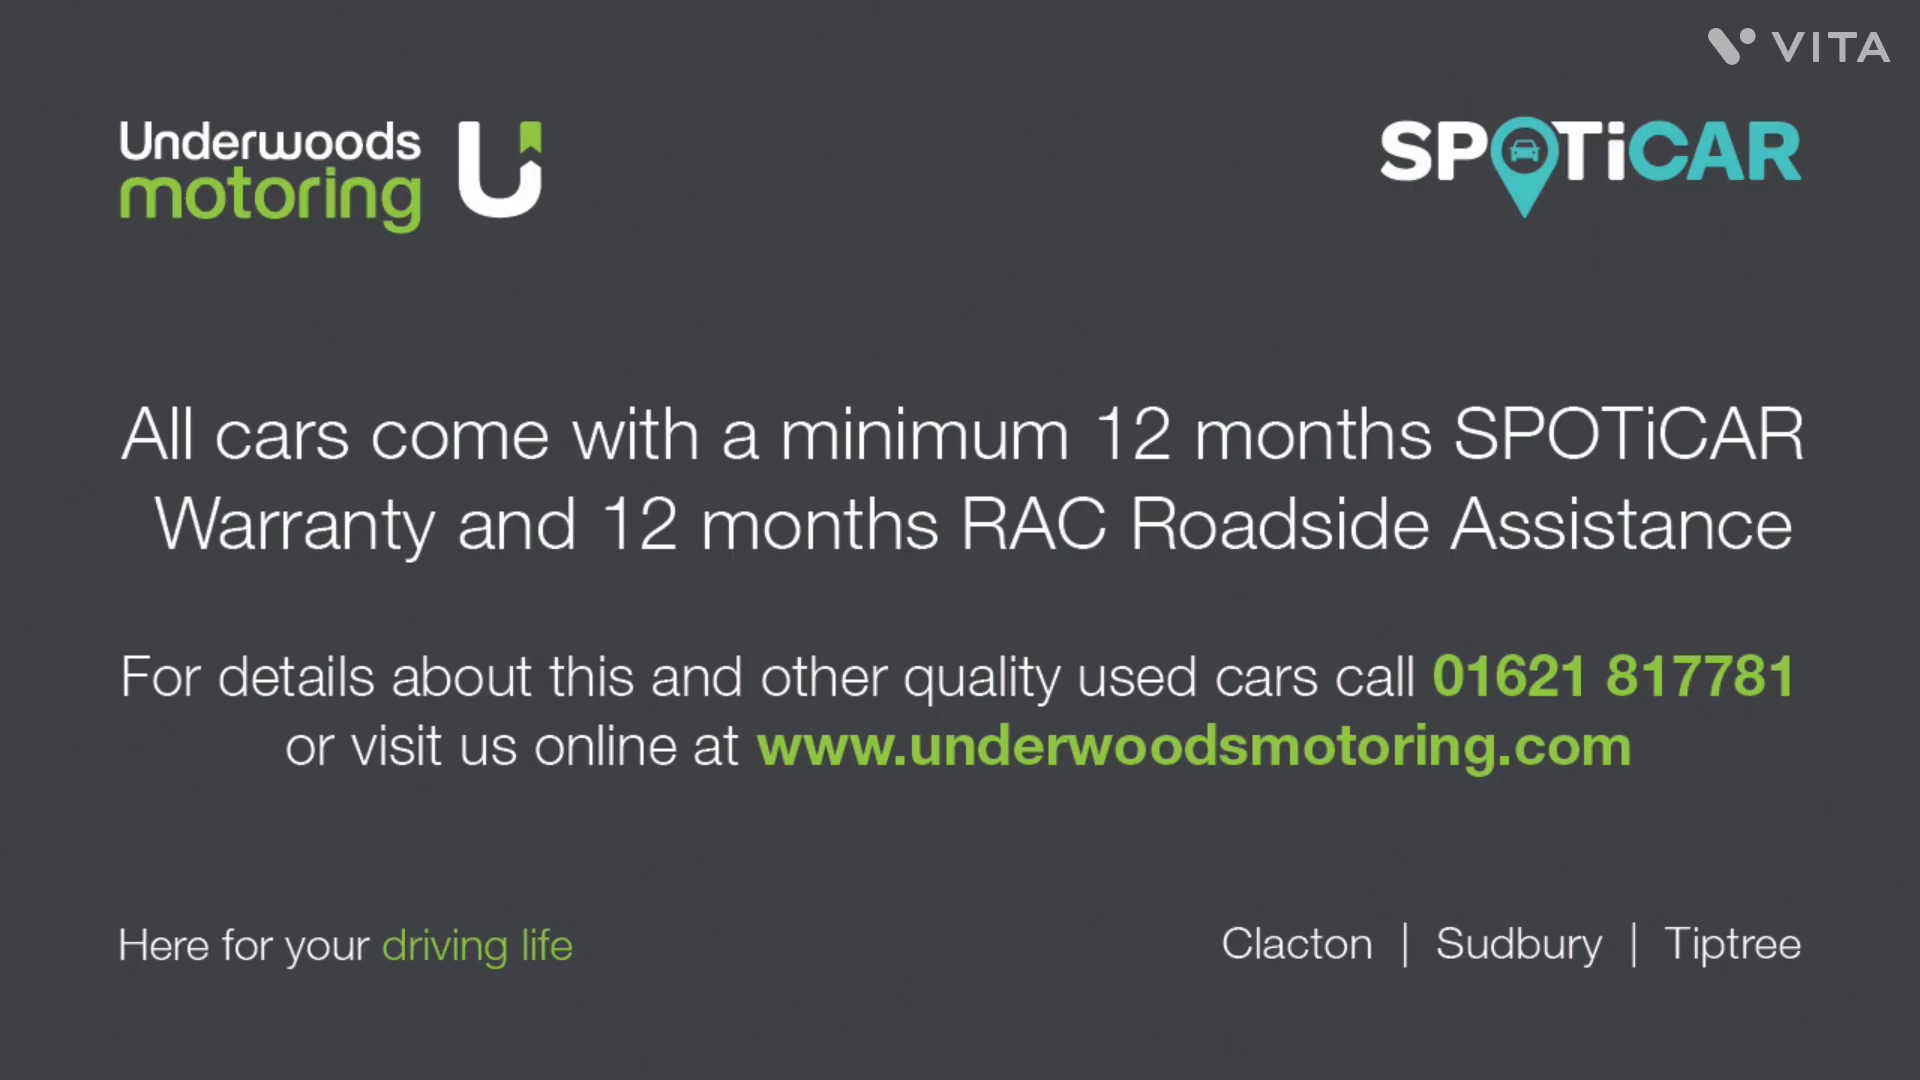 VITA
Underwoods
motoring
SPOTiCAR
All cars come with a minimum 12 months SPOTiCAR
Warranty and 12 months RAC Roadside Assistance
For details about this and other quality used cars call 01621 817781
or visit us online at www.underwoodsmotoring.com
Here for your driving life
Clacton | Sudbury | Tiptree